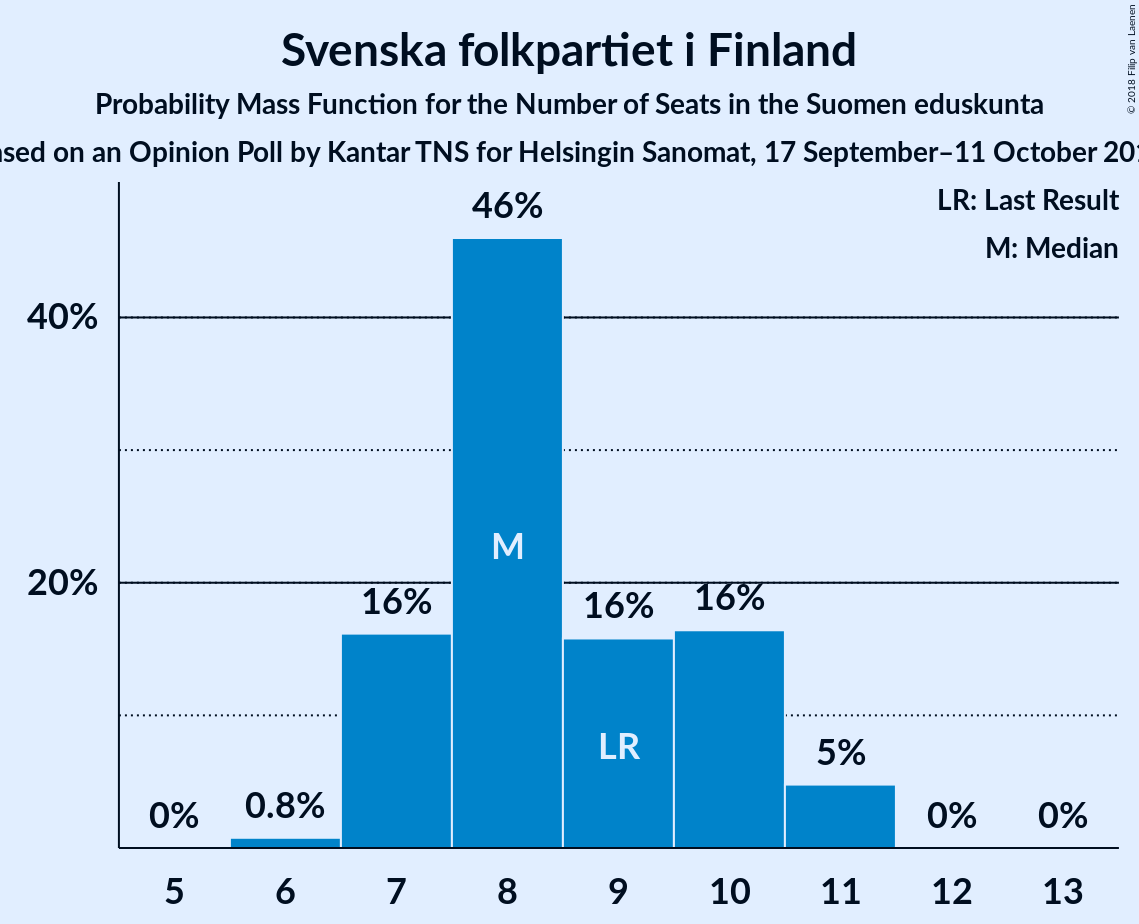 Svenska folkpartiet i Finland
Probability Mass Function for the Number of Seats in the Suomen eduskunta
on an Opinion Poll by Kantar TNS for Helsingin Sanomat, 17 September–11 October
© 2018 Filip van Laenen
LR: Last Result
M: Median
46%
40%
M
20%
16%
16%
16%
LR
5%
0%
0.8%
0%
0%
5 6 7 8 9 10 11 12 13